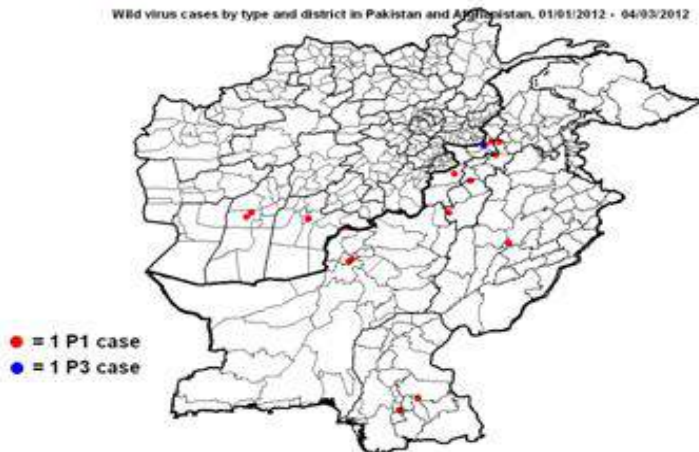 Wild virus cases by type and district in Pakistan and Afghanistan, 01/01/2012 - 04/03/2012
= 1 P1 case
= 1 P3 case